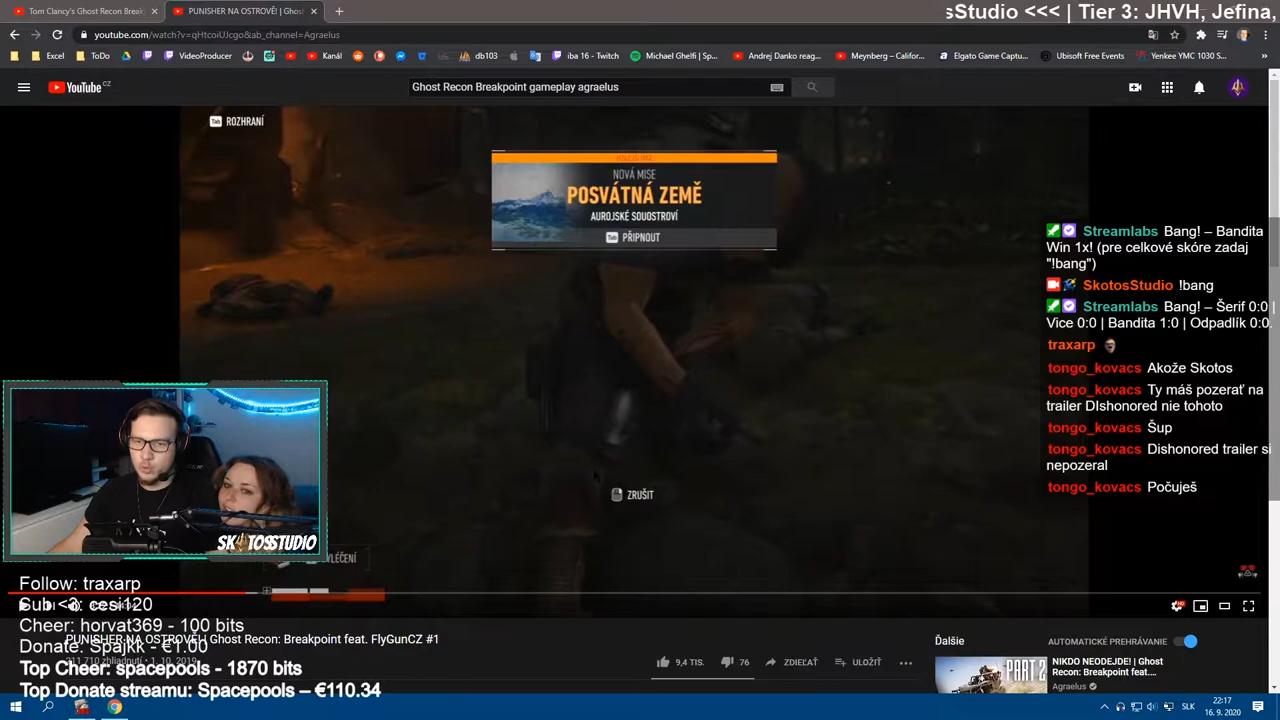 Tom Clancy's Ghost Recon Breakp
PUNISHER NA OSTROVĚ! | Ghost
sStudio <<< | Tier 3: JHVH, Jefina,
youtube.com/watch?v=qHtcoiUJcgo&ab_channel=Agraelus
Excel
ToDo
VideoProducer
Kanál
db103
iba 16 - Twitch
Michael Ghelfi | Sp...
Andrej Danko reag...
Meynberg – Califor...
Elgato Game Captu...
Ubisoft Free Events
Yenkee YMC 1030 S...
YouTube CZ
Ghost Recon Breakpoint gameplay agraelus
Tab ROZHRANÍ
NOVÁ MISE
POSVÁTNÁ ZEMĚ
AUROJSKÉ SOUOSTROVÍ
Tab PŘIPNOUT
ZRUŠIT
Streamlabs Bang! – Bandita
Win 1x! (pre celkové skóre zadaj
"!bang")
SkotosStudio !bang
Streamlabs Bang! – Šerif 0:0 |
Vice 0:0 | Bandita 1:0 | Odpadlík 0:0.
traxarp
tongo_kovacs Akože Skotos
tongo_kovacs Ty máš pozerať na
trailer DIshonored nie tohoto
tongo_kovacs Šup
tongo_kovacs Dishonored trailer si
nepozeral
tongo_kovacs Počuješ
SK TOSSTUDIO
Follow: traxarp
Sub <3: cesi120
Cheer: horvat369 - 100 bits
Donate: Spajkk - €1.00
Top Cheer: spacepools - 1870 bits
Top Donate streamu: Spacepools – €110.34
PUNISHER NA OSTROVĚ! | Ghost Recon: Breakpoint feat. FlyGunCZ #1
1. 10. 2019
9,4 TIS.
76
ZDIEĽAŤ
ULOŽIŤ
Ďalšie
AUTOMATICKÉ PREHRÁVANIE
PART 2
NIKDO NEODEJDE! | Ghost
Recon: Breakpoint feat....
Agraelus
SLK
22:17
16. 9. 2020